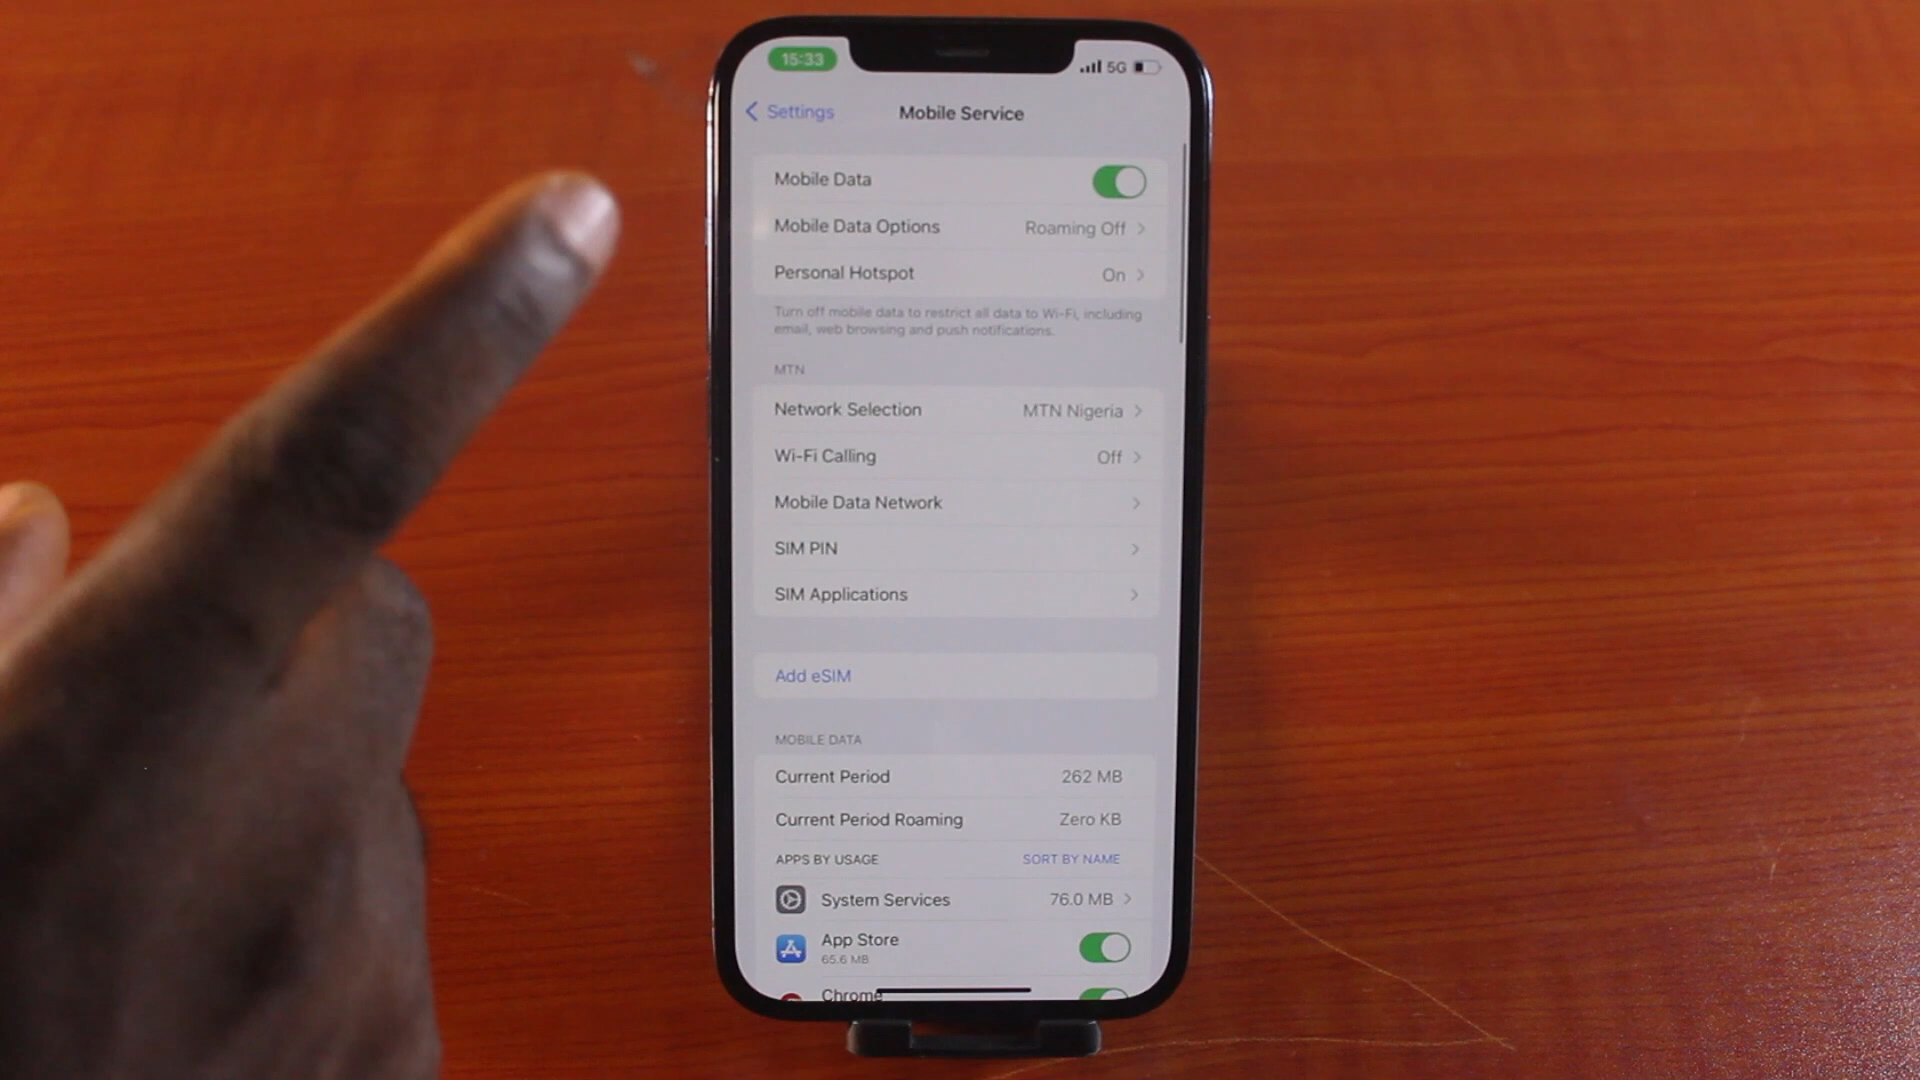 15:33
5G
Settings
Mobile Service
Mobile Data
Mobile Data Options
Roaming Off
Personal Hotspot
On
Turn off mobile data to restrict all data to Wi-Fi, including
email, web browsing and push notifications.
MTN
Network Selection
MTN Nigeria
Wi-Fi Calling
Off
Mobile Data Network
SIM PIN
SIM Applications
Add eSIM
MOBILE DATA
Current Period
262 MB
Current Period Roaming
Zero KB
APPS BY USAGE
SORT BY NAME
System Services
76.0 MB
App Store
65.6 MB
Chrome